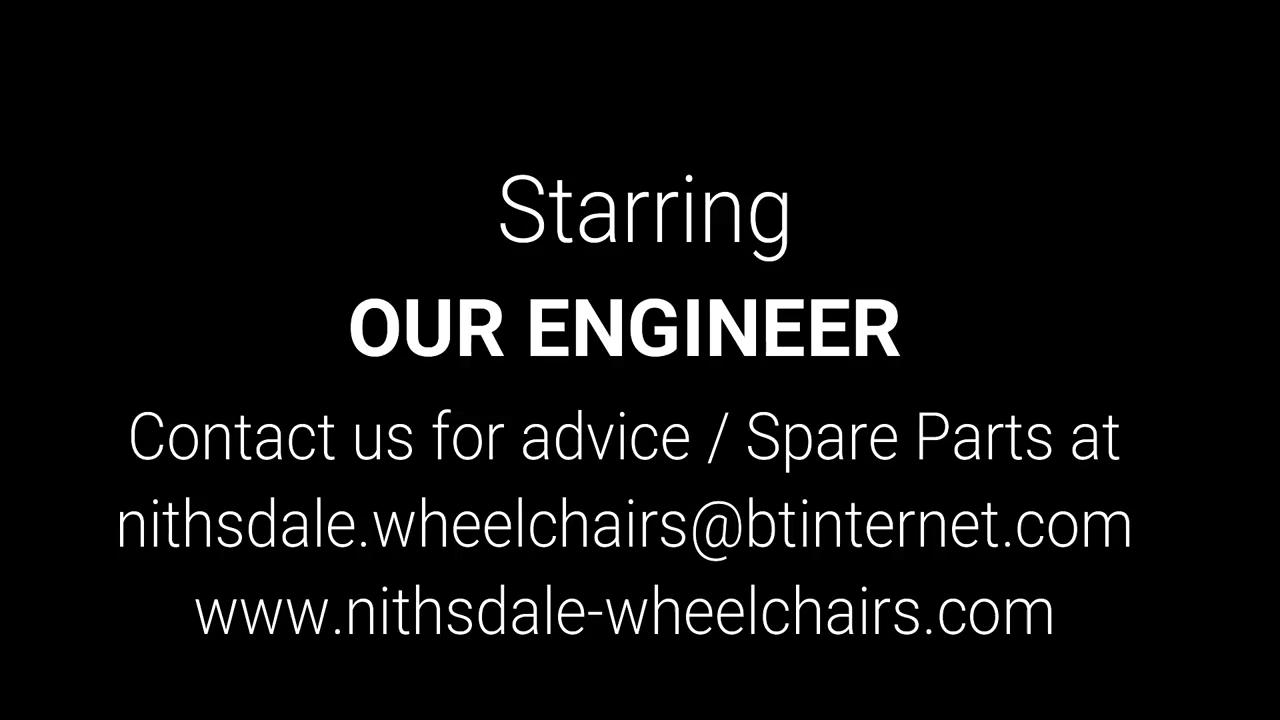 Starring
OUR ENGINEER
Contact us for advice / Spare Parts at
nithsdale.wheelchairs@btinternet.com
www.nithsdale-wheelchairs.com